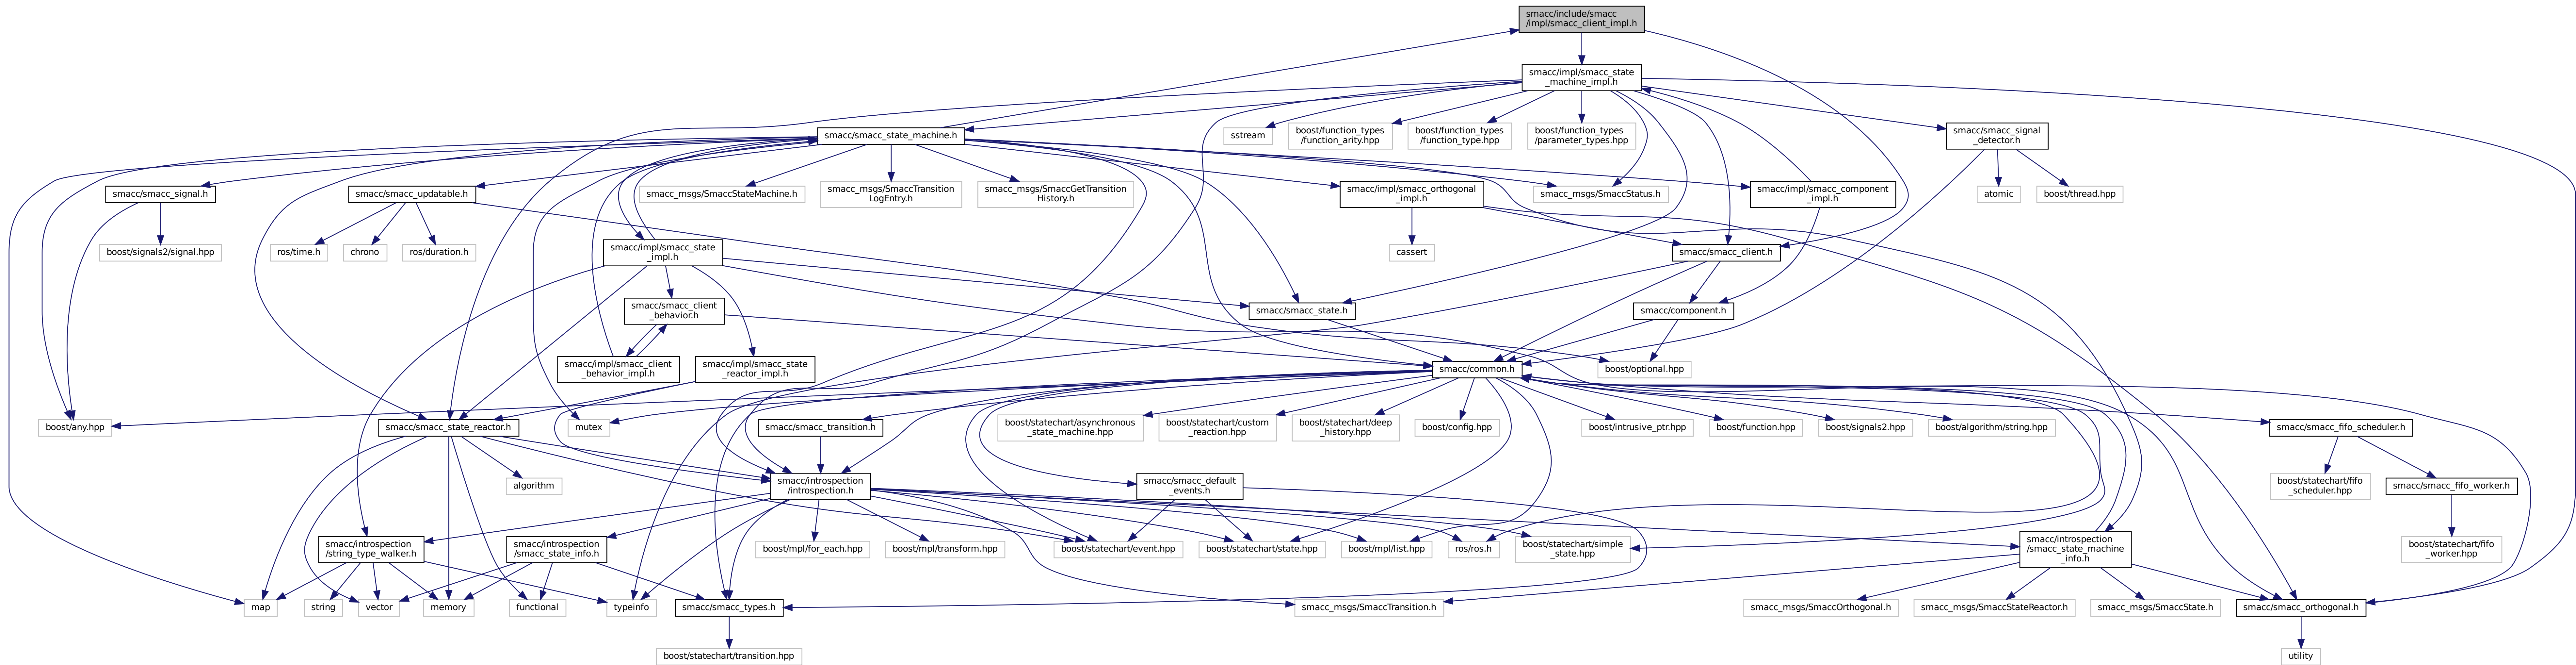 smacc/include/smacc
/impl/smacc_client_impl.h
smacc/impl/smacc_state
_machine_impl.h
smacc/smacc_state_machine.h
sstream
boost/function_types
/function_arity.hpp
boost/function_types
/function_type.hpp
boost/function_types
/parameter_types.hpp
smacc/smacc_signal
_detector.h
smacc/smacc_signal.h
smacc/smacc_updatable.h
smacc_msgs/SmaccStateMachine.h
smacc_msgs/SmaccTransition
LogEntry.h
smacc_msgs/SmaccGetTransition
History.h
smacc/impl/smacc_orthogonal
_impl.h
smacc_msgs/SmaccStatus.h
smacc/impl/smacc_component
_impl.h
atomic
boost/thread.hpp
boost/signals2/signal.hpp
ros/time.h
chrono
ros/duration.h
smacc/impl/smacc_state
_impl.h
cassert
smacc/smacc_client.h
smacc/smacc_client
_behavior.h
smacc/smacc_state.h
smacc/component.h
smacc/impl/smacc_client
_behavior_impl.h
smacc/impl/smacc_state
_reactor_impl.h
smacc/common.h
boost/optional.hpp
boost/any.hpp
smacc/smacc_state_reactor.h
mutex
smacc/smacc_transition.h
boost/statechart/asynchronous
_state_machine.hpp
boost/statechart/custom
_reaction.hpp
boost/statechart/deep
_history.hpp
boost/config.hpp
boost/intrusive_ptr.hpp
boost/function.hpp
boost/signals2.hpp
boost/algorithm/string.hpp
smacc/smacc_fifo_scheduler.h
algorithm
smacc/introspection
/introspection.h
smacc/smacc_default
_events.h
boost/statechart/fifo
_scheduler.hpp
smacc/smacc_fifo_worker.h
smacc/introspection
/string_type_walker.h
smacc/introspection
/smacc_state_info.h
boost/mpl/for_each.hpp
boost/mpl/transform.hpp
boost/statechart/event.hpp
boost/statechart/state.hpp
boost/mpl/list.hpp
ros/ros.h
boost/statechart/simple
_state.hpp
smacc/introspection
/smacc_state_machine
_info.h
boost/statechart/fifo
_worker.hpp
map
string
vector
memory
functional
typeinfo
smacc/smacc_types.h
smacc_msgs/SmaccTransition.h
smacc_msgs/SmaccOrthogonal.h
smacc_msgs/SmaccStateReactor.h
smacc_msgs/SmaccState.h
smacc/smacc_orthogonal.h
boost/statechart/transition.hpp
utility